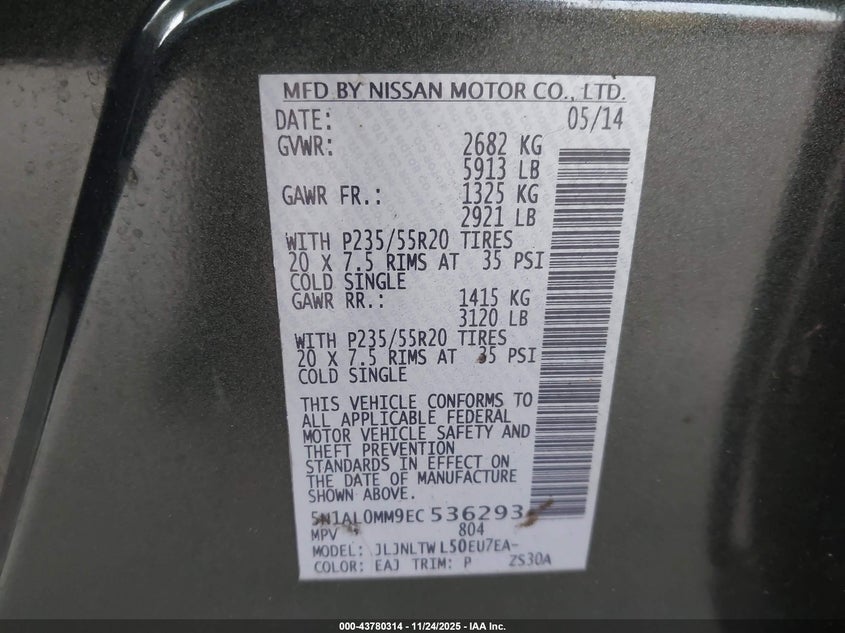 MFD BY NISSAN MOTOR CO., LTD.
DATE: 05/14
GVWR: 2682 KG
5913 LB
GAWR FR.: 1325 KG
2921 LB
WITH P235/55R20 TIRES
20 X 7.5 RIMS AT 35 PSI
COLD SINGLE
GAWR RR.: 1415 KG
3120 LB
WITH P235/55R20 TIRES
20 X 7.5 RIMS AT 35 PSI
COLD SINGLE
THIS VEHICLE CONFORMS TO
ALL APPLICABLE FEDERAL
MOTOR VEHICLE SAFETY AND
THEFT PREVENTION
STANDARDS IN EFFECT ON
THE DATE OF MANUFACTURE
SHOWN ABOVE.
5N1AL0MM9EC536293
MPV 804
MODEL: JLJNLTWL50EU7EA-
COLOR: EAJ TRIM: P ZS30A
000-43780314 - 11/24/2025 - IAA Inc.